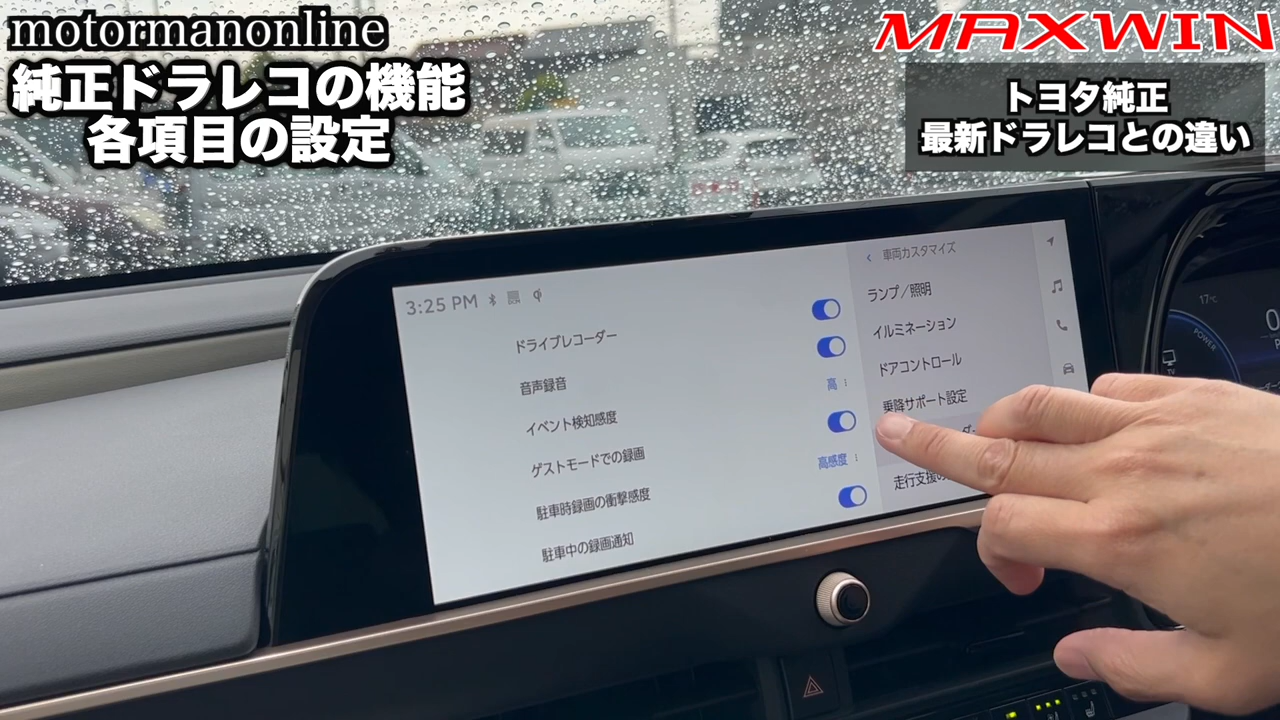 motormanonline
純正ドラレコの機能
各項目の設定
MAXWIN
トヨタ純正
最新ドラレコとの違い
3:25 PM
ドライブレコーダー
音声録音
イベント検知感度
高
ゲストモードでの録画
駐車時録画の衝撃感度
高感度
駐車中の録画通知
車両カスタマイズ
ランプ／照明
イルミネーション
ドアコントロール
乗降サポート設定
走行支援の
17℃
POWER
TV
0